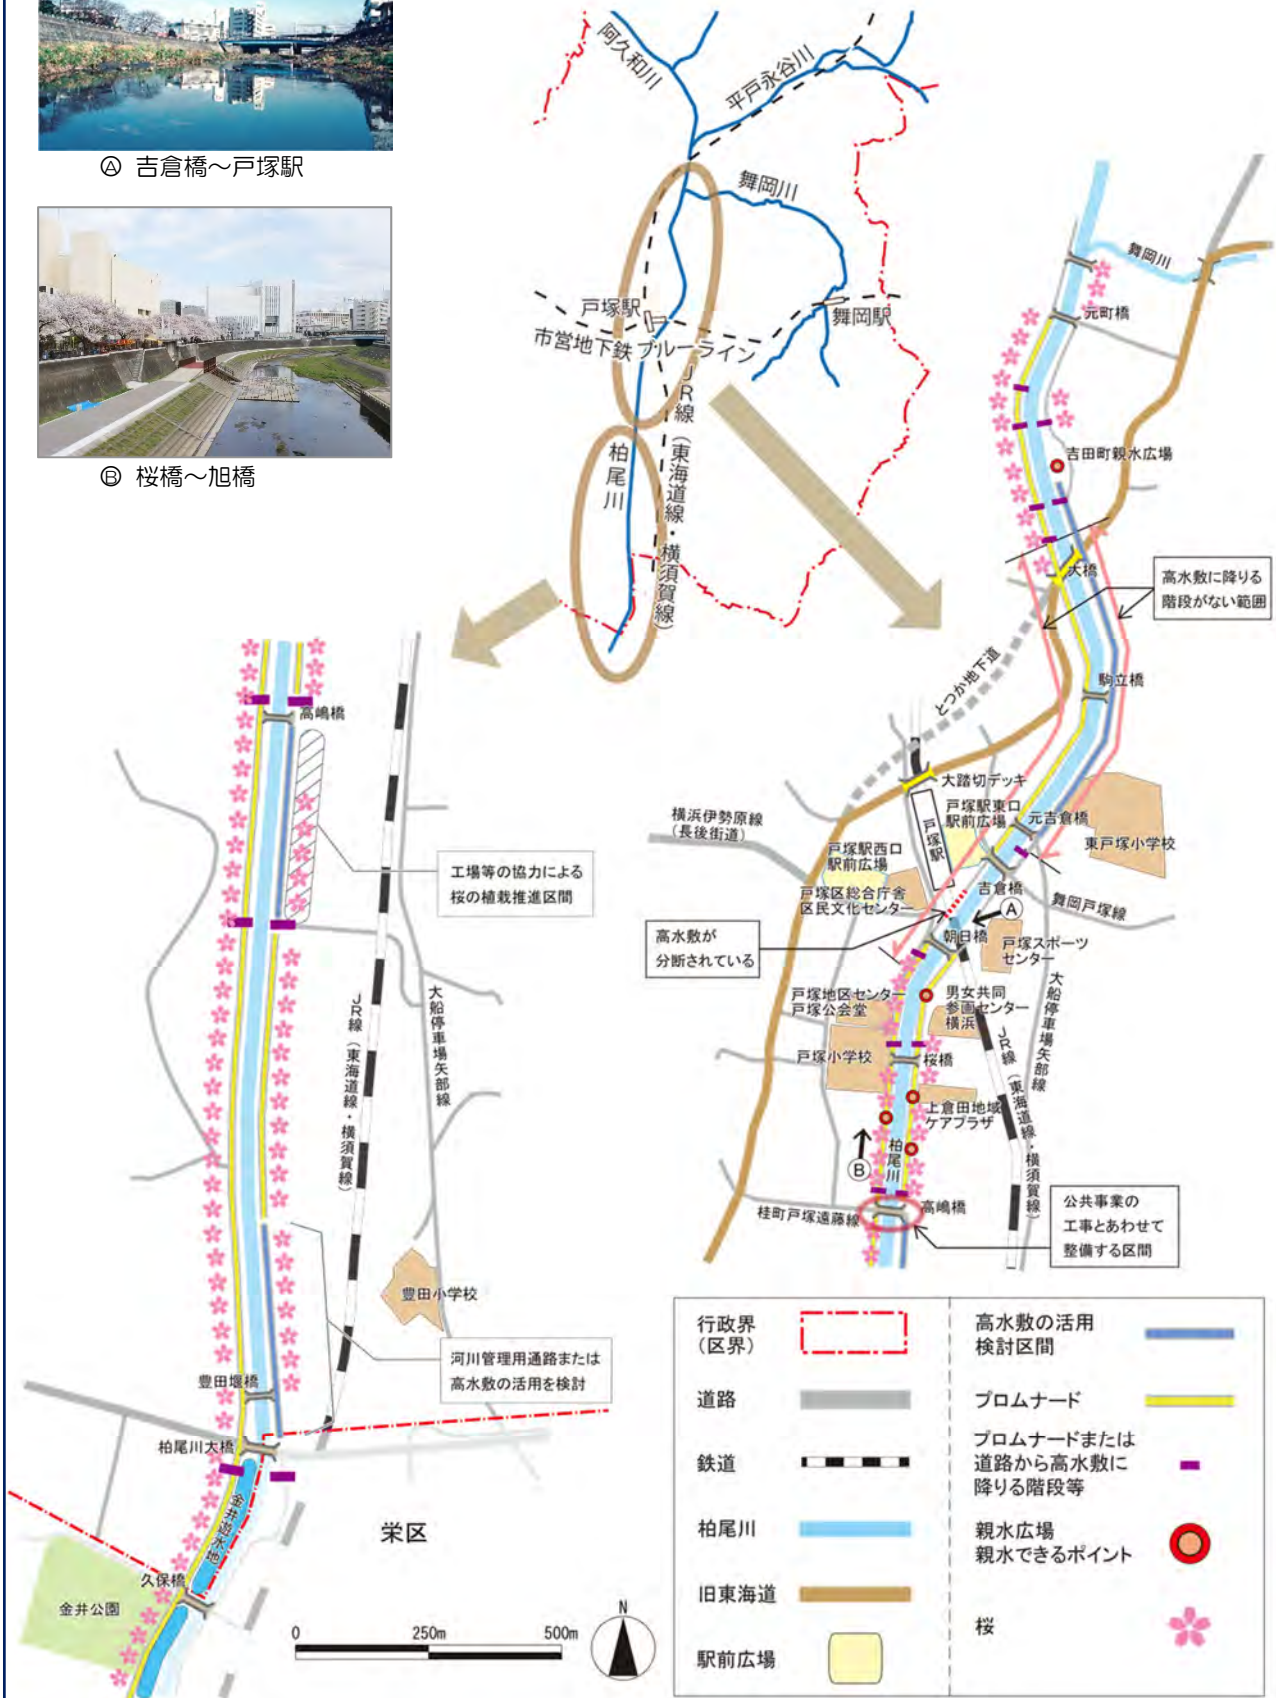 Ⓐ 吉倉橋～戸塚駅
Ⓑ 桜橋～旭橋
阿久和川
平戸永谷川
舞岡川
戸塚駅
舞岡駅
市営地下鉄 ブルーライン
JR線（東海道線・横須賀線）
柏尾川
舞岡川
元町橋
吉田町親水広場
大橋
高水敷に降りる
階段がない範囲
駒立橋
とつか地下道
大踏切デッキ
戸塚駅東口
駅前広場
元吉倉橋
東戸塚小学校
横浜伊勢原線
（長後街道）
戸塚駅
戸塚駅西口
駅前広場
吉倉橋
舞岡戸塚線
戸塚区総合庁舎
区民文化センター
Ⓐ
高水敷が
分断されている
朝日橋
戸塚スポーツ
センター
戸塚地区センター
戸塚公会堂
男女共同
参画センター
横浜
大船停車場矢部線
戸塚小学校
桜橋
JR線（東海道線・横須賀線）
上倉田地域
ケアプラザ
柏尾川
Ⓑ
桂町戸塚遠藤線
高嶋橋
公共事業の
工事とあわせて
整備する区間
高嶋橋
工場等の協力による
桜の植栽推進区間
JR線（東海道線・横須賀線）
大船停車場矢部線
豊田小学校
河川管理用通路または
高水敷の活用を検討
豊田堰橋
柏尾川大橋
金井遊水地
栄区
久保橋
金井公園
0 250m 500m
N
行政界
（区界）
道路
鉄道
柏尾川
旧東海道
駅前広場
高水敷の活用
検討区間
プロムナード
プロムナードまたは
道路から高水敷に
降りる階段等
親水広場
親水できるポイント
桜